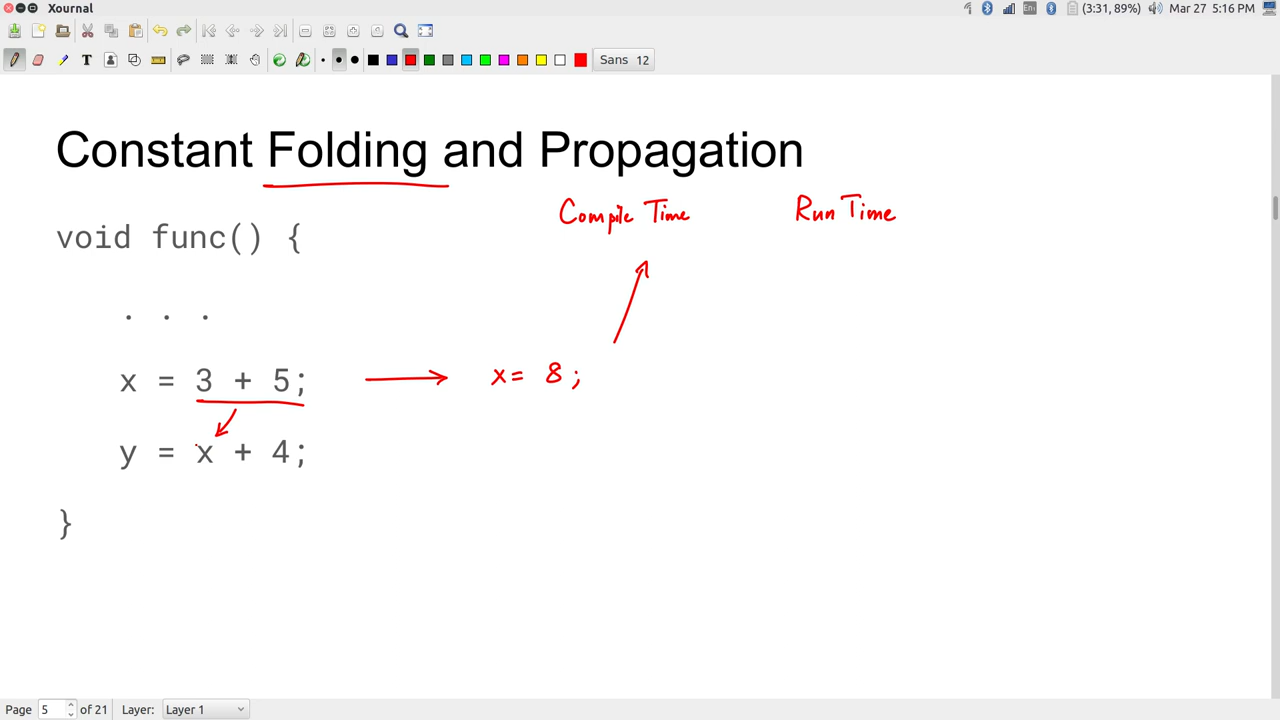 Xournal
En
(3:31, 89%)
Mar 27 5:16 PM
T
Sans 12
Constant Folding and Propagation
Compile Time
Run Time
void func() {
. . .
x = 3 + 5;
x= 8 ;
y = x + 4;
}
Page 5 of 21 Layer: Layer 1